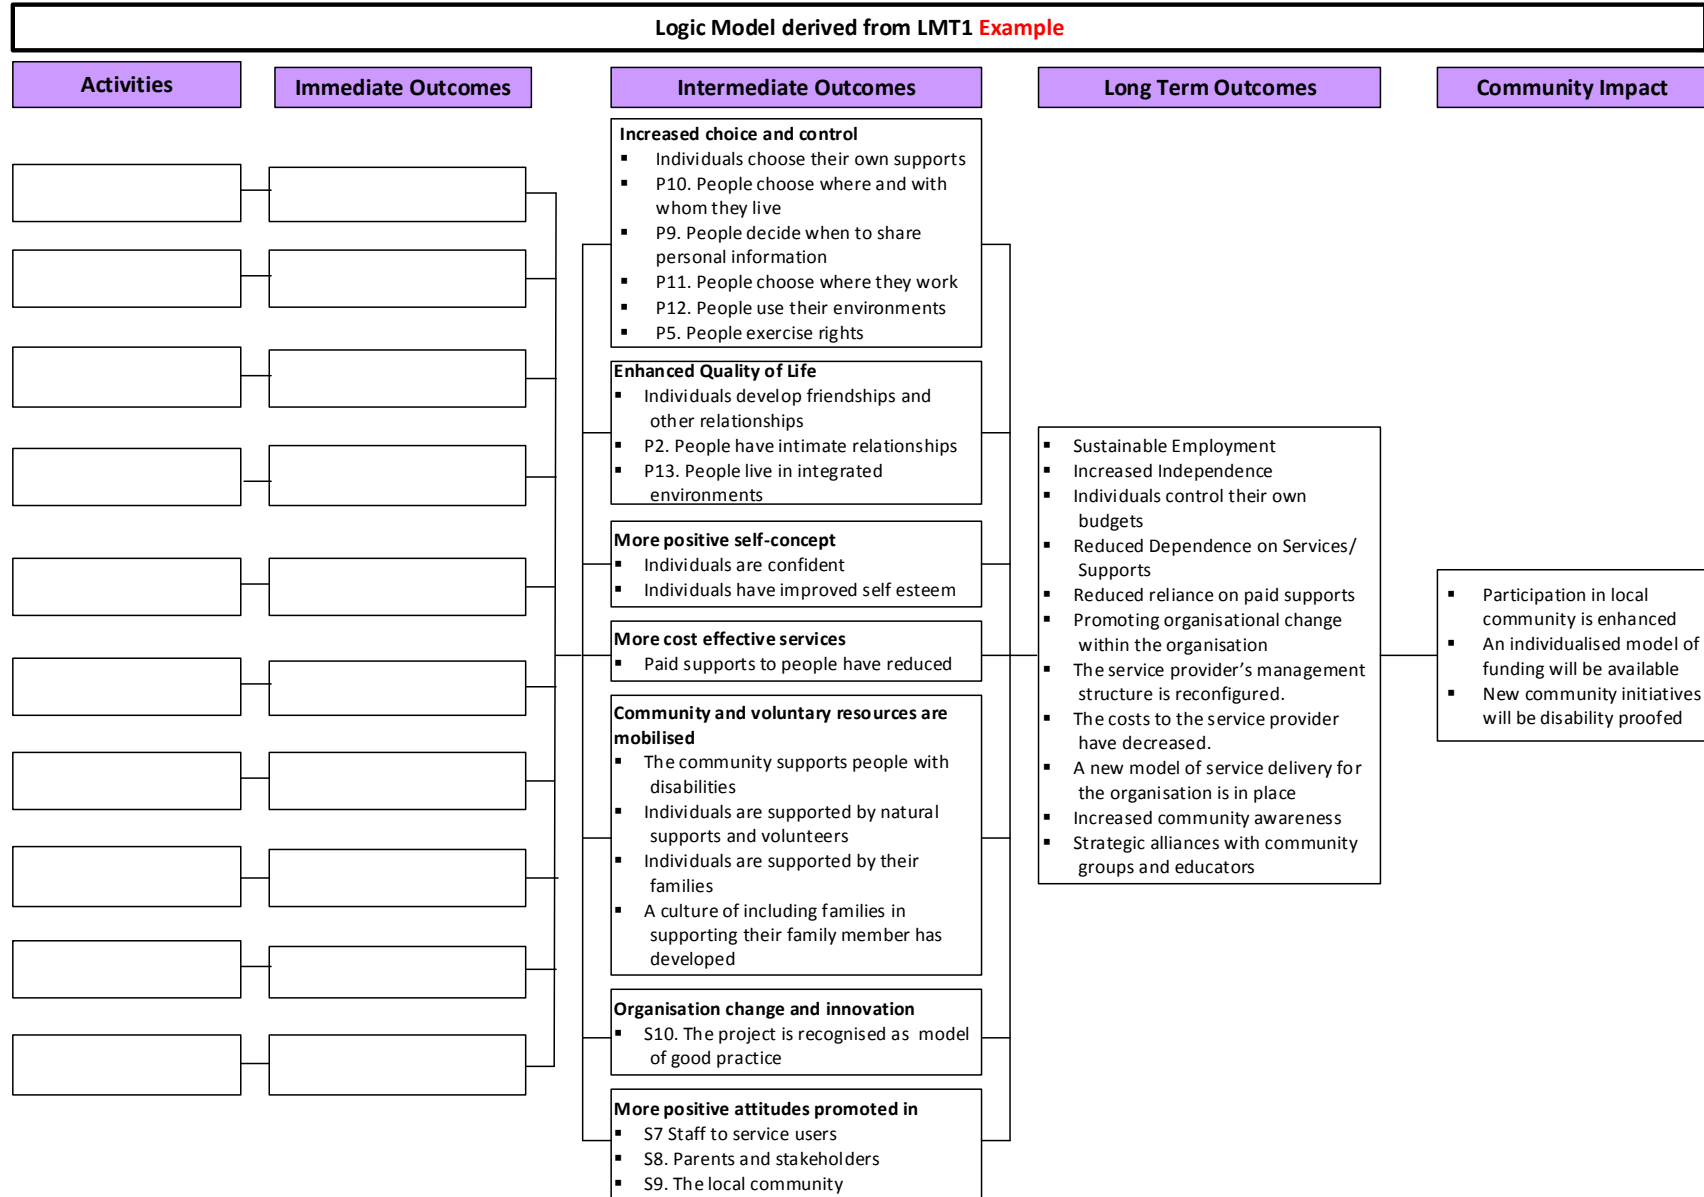 Logic Model derived from LMT1 Example
Activities
Immediate Outcomes
Intermediate Outcomes
Long Term Outcomes
Community Impact
Increased choice and control
▪ Individuals choose their own supports
▪ P10. People choose where and with
whom they live
▪ P9. People decide when to share
personal information
▪ P11. People choose where they work
▪ P12. People use their environments
▪ P5. People exercise rights
Enhanced Quality of Life
▪ Individuals develop friendships and
other relationships
▪ P2. People have intimate relationships
▪ P13. People live in integrated
environments
More positive self-concept
▪ Individuals are confident
▪ Individuals have improved self esteem
More cost effective services
▪ Paid supports to people have reduced
Community and voluntary resources are
mobilised
▪ The community supports people with
disabilities
▪ Individuals are supported by natural
supports and volunteers
▪ Individuals are supported by their
families
▪ A culture of including families in
supporting their family member has
developed
Organisation change and innovation
▪ S10. The project is recognised as model
of good practice
More positive attitudes promoted in
▪ S7 Staff to service users
▪ S8. Parents and stakeholders
▪ S9. The local community
▪ Sustainable Employment
▪ Increased Independence
▪ Individuals control their own
budgets
▪ Reduced Dependence on Services/
Supports
▪ Reduced reliance on paid supports
▪ Promoting organisational change
within the organisation
▪ The service provider’s management
structure is reconfigured.
▪ The costs to the service provider
have decreased.
▪ A new model of service delivery for
the organisation is in place
▪ Increased community awareness
▪ Strategic alliances with community
groups and educators
▪ Participation in local
community is enhanced
▪ An individualised model of
funding will be available
▪ New community initiatives
will be disability proofed